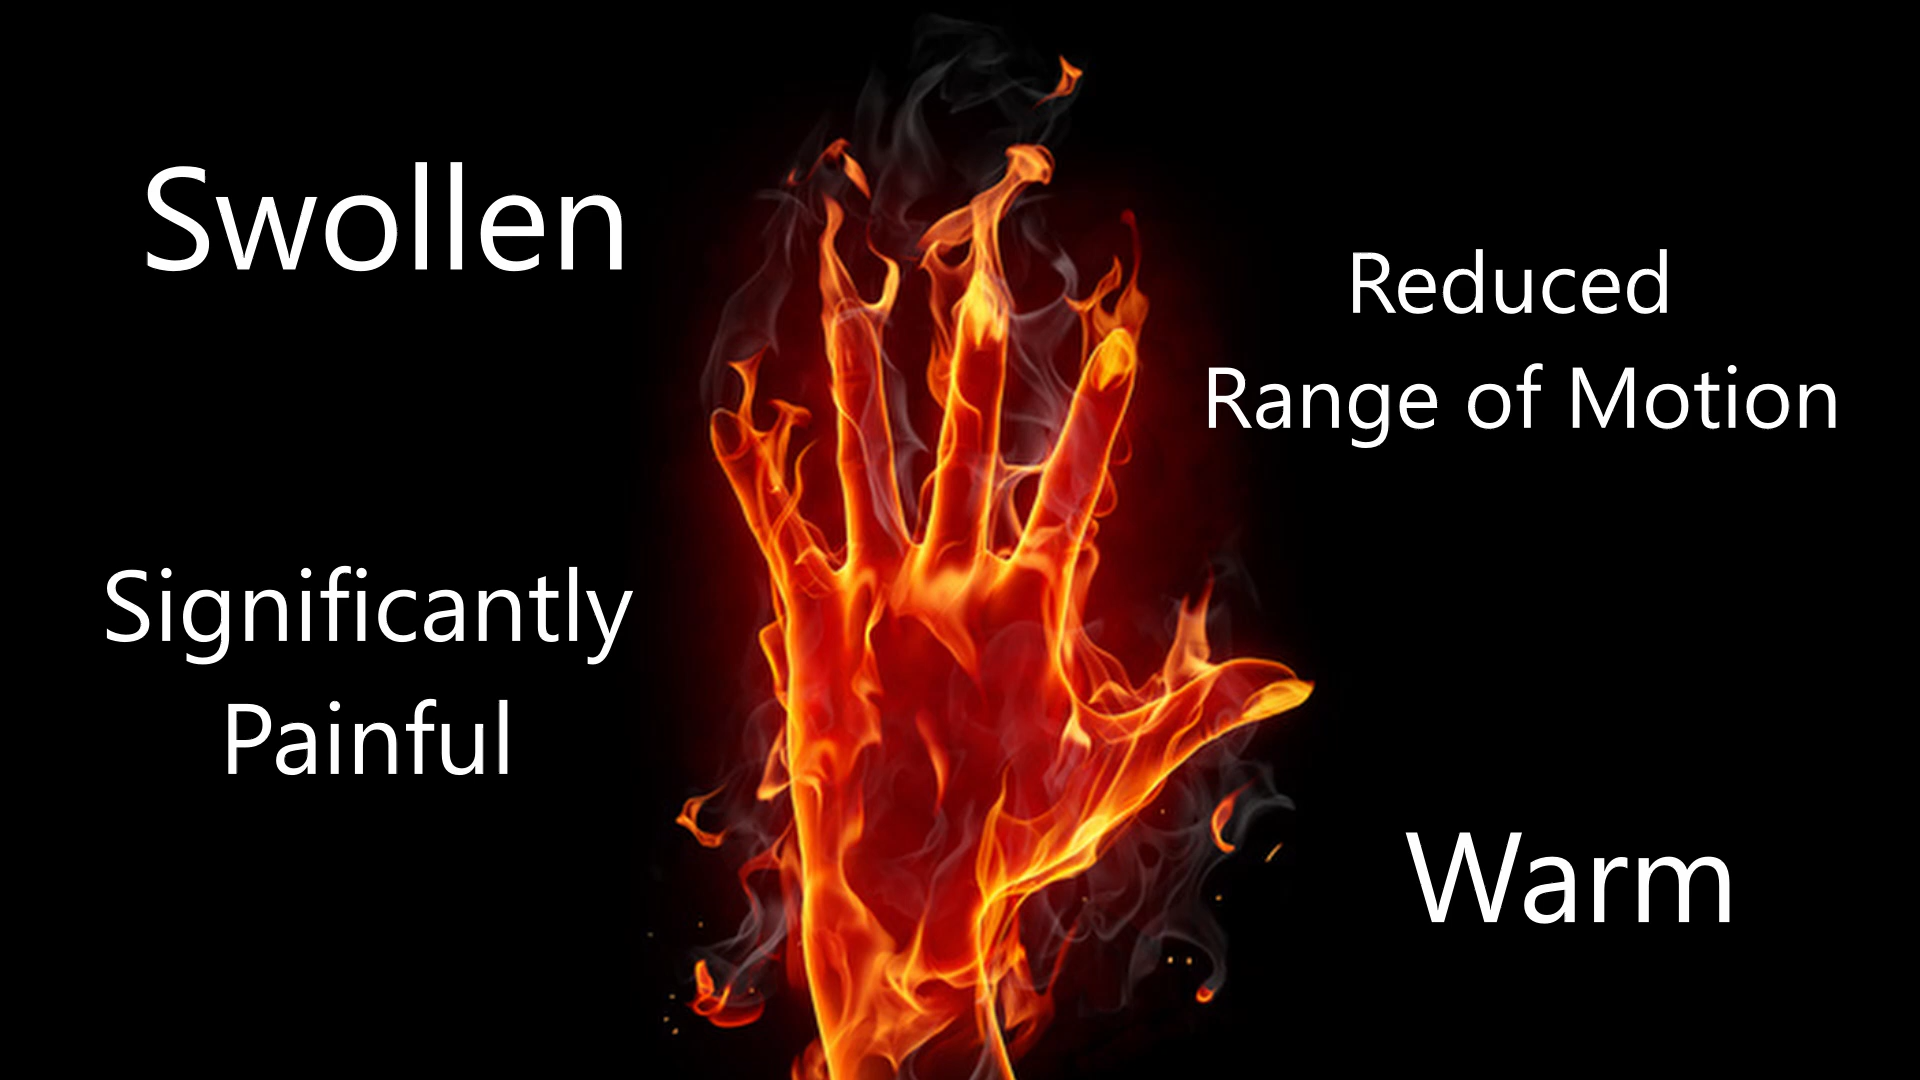 Swollen
Reduced
Range of Motion
Significantly
Painful
Warm